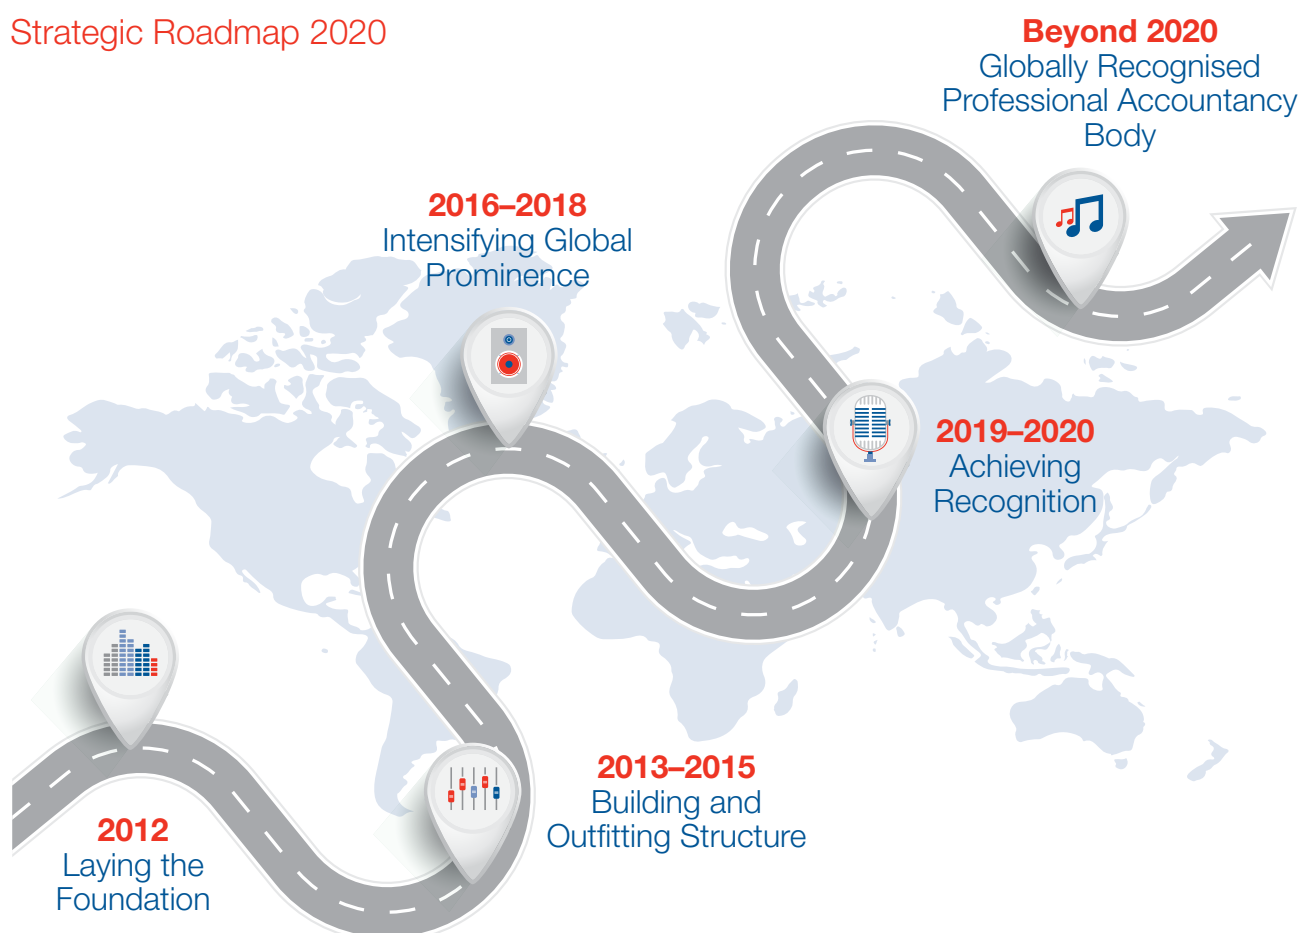 Strategic Roadmap 2020
Beyond 2020
Globally Recognised
Professional Accountancy
Body
2016–2018
Intensifying Global
Prominence
2019–2020
Achieving
Recognition
2013–2015
Building and
Outfitting Structure
2012
Laying the
Foundation